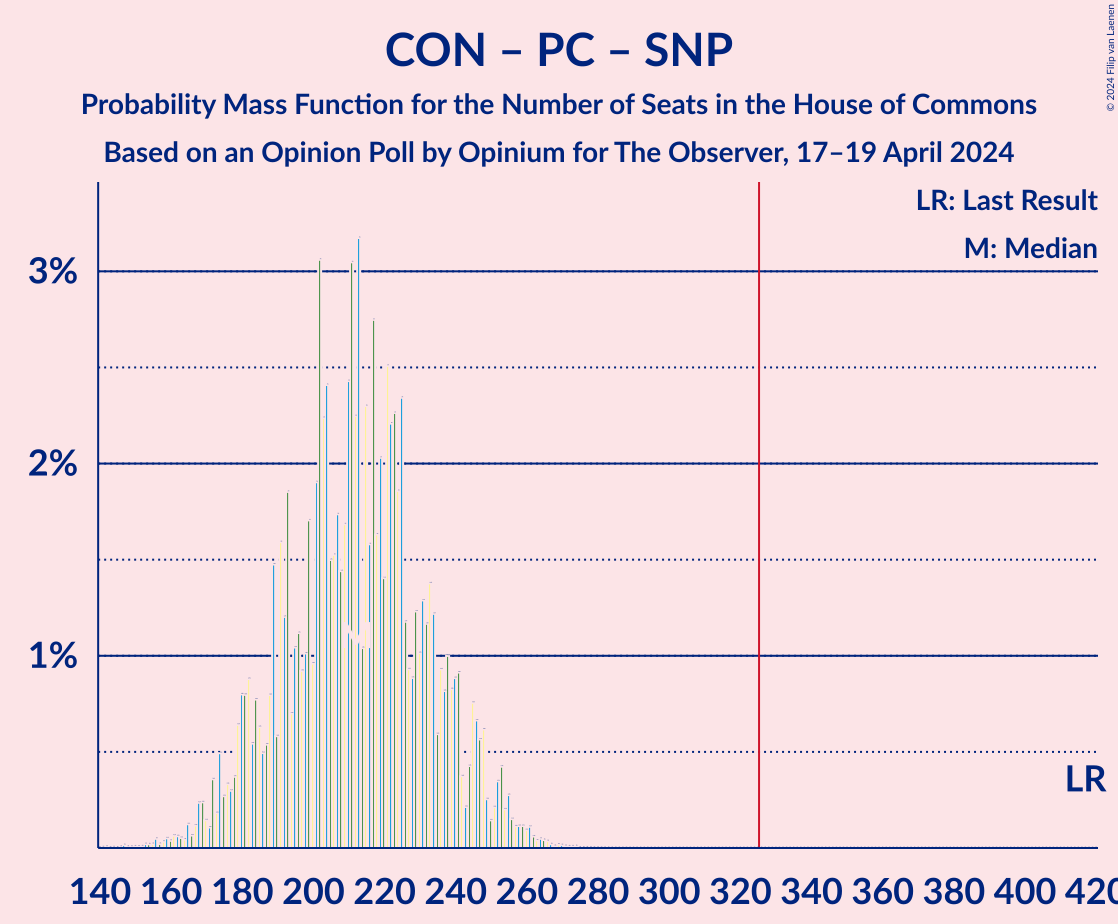 CON – PC – SNP
Probability Mass Function for the Number of Seats in the House of Commons
Based on an Opinion Poll by Opinium for The Observer, 17–19 April 2024
© 2024 Filip van Laenen
LR: Last Result
M: Median
3%
2%
1%
LR
140 160 180 200 220 240 260 280 300 320 340 360 380 400 420